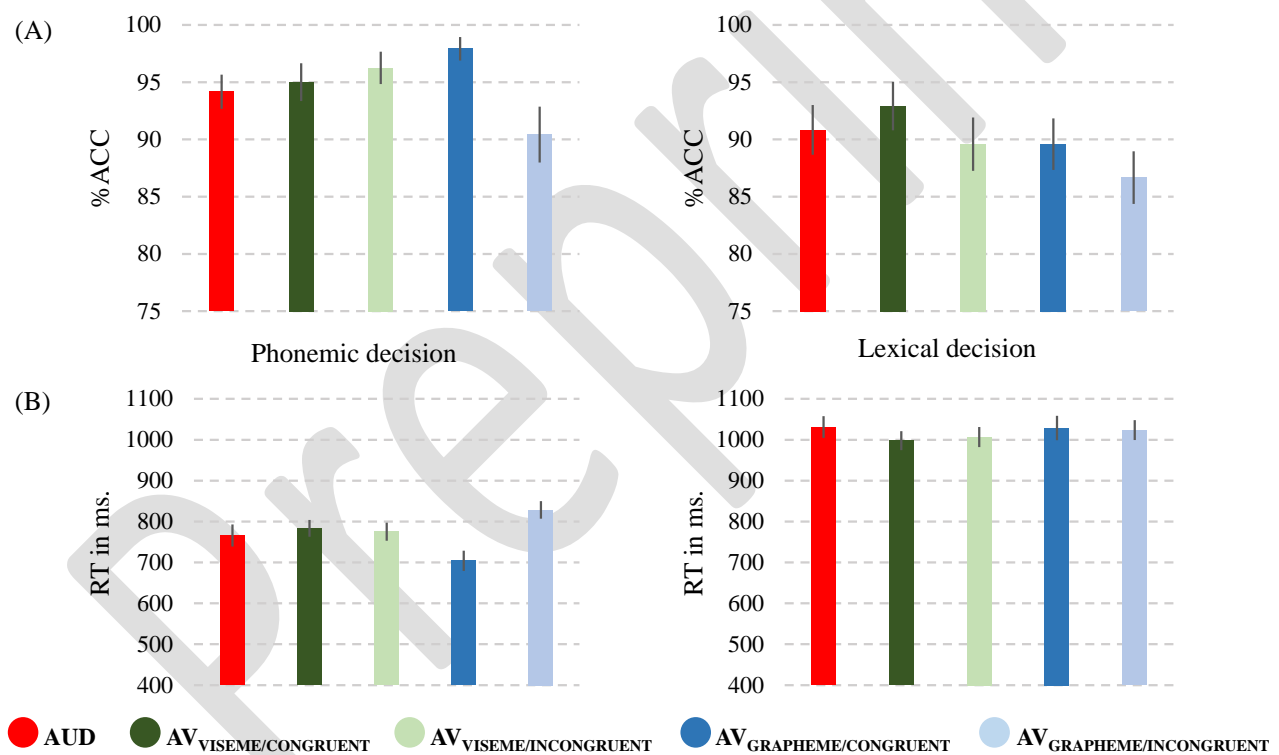 (A)
100
95
90
85
80
75
% ACC
Phonemic decision
100
95
90
85
80
75
% ACC
Lexical decision
(B)
1100
1000
900
800
700
600
500
400
RT in ms.
1100
1000
900
800
700
600
500
400
RT in ms.
AUD AVVISEME/CONGRUENT AVVISEME/INCONGRUENT AVGRAPHEME/CONGRUENT AVGRAPHEME/INCONGRUENT
Preprin